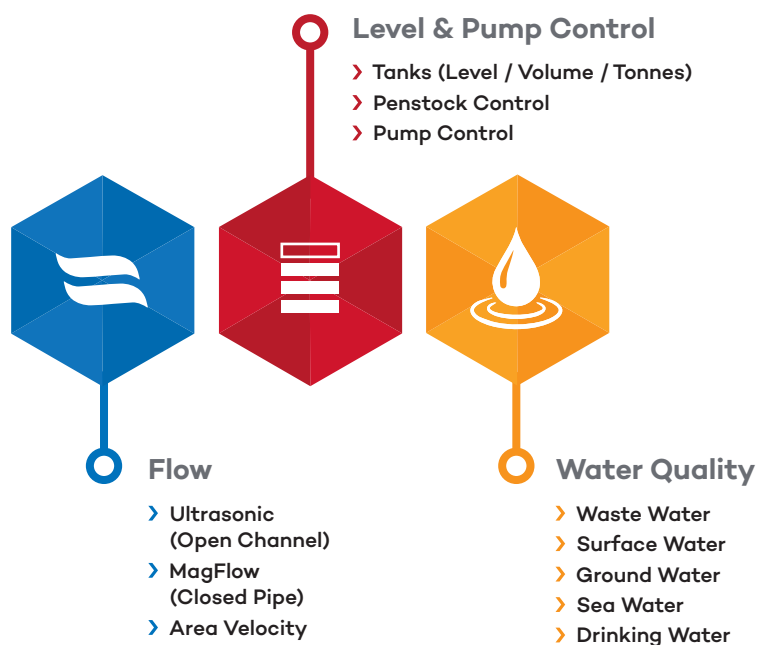 Level & Pump Control
Tanks (Level / Volume / Tonnes)
Penstock Control
Pump Control
Flow
Ultrasonic
(Open Channel)
MagFlow
(Closed Pipe)
Area Velocity
Water Quality
Waste Water
Surface Water
Ground Water
Sea Water
Drinking Water